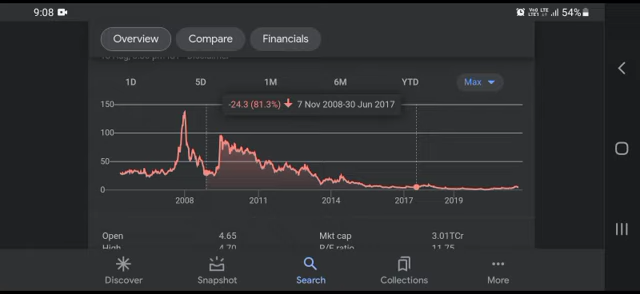 9:08 54%
Overview Compare Financials
1D 5D 1M 6M YTD Max
-24.3 (81.3%) 7 Nov 2008-30 Jun 2017
150
100
50
0
2008 2011 2014 2017 2019
Open 4.65 Mkt cap 3.01TCr
High 4.70 P/E ratio 11.75
Discover Snapshot Search Collections More